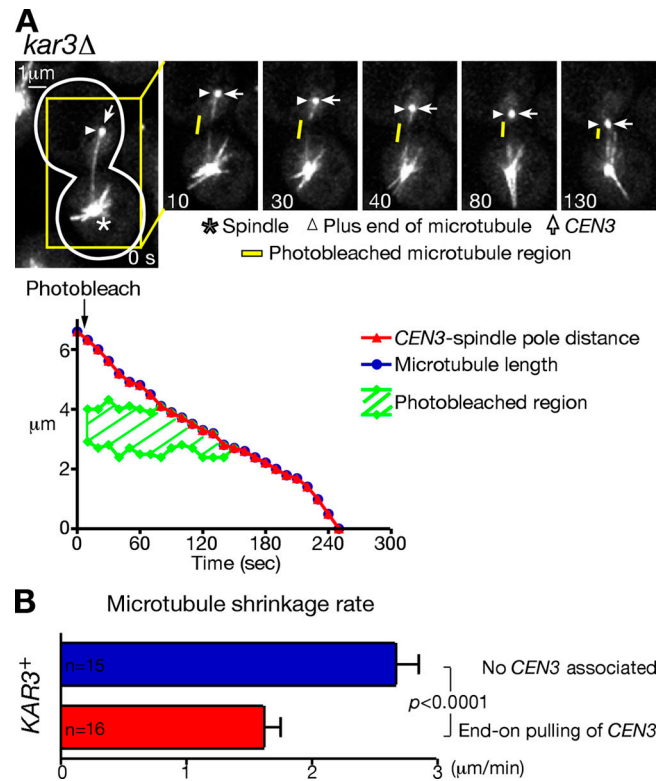 A
kar3Δ
1μm
0 s
10
30
40
80
130
* Spindle △ Plus end of microtubule ⇧ CEN3
Photobleached microtubule region
Photobleach
CEN3-spindle pole distance
Microtubule length
Photobleached region
μm
6
4
2
0
0 60 120 180 240 300
Time (sec)
B
Microtubule shrinkage rate
KAR3+
n=15
No CEN3 associated
p<0.0001
n=16
End-on pulling of CEN3
0 1 2 3 (μm/min)